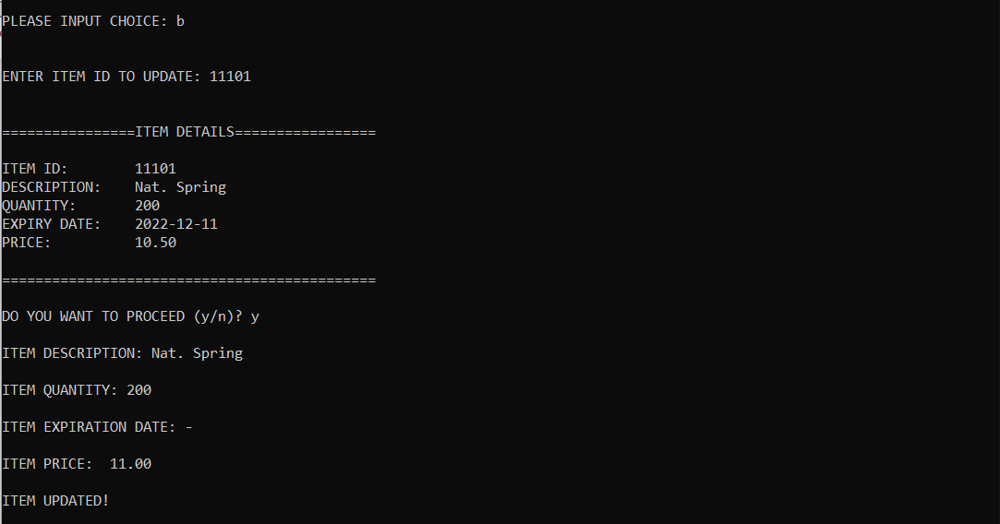 PLEASE INPUT CHOICE: b
ENTER ITEM ID TO UPDATE: 11101
================ITEM DETAILS=================
ITEM ID:        11101
DESCRIPTION:    Nat. Spring
QUANTITY:       200
EXPIRY DATE:    2022-12-11
PRICE:          10.50
=============================================
DO YOU WANT TO PROCEED (y/n)? y
ITEM DESCRIPTION: Nat. Spring
ITEM QUANTITY: 200
ITEM EXPIRATION DATE: -
ITEM PRICE:  11.00
ITEM UPDATED!